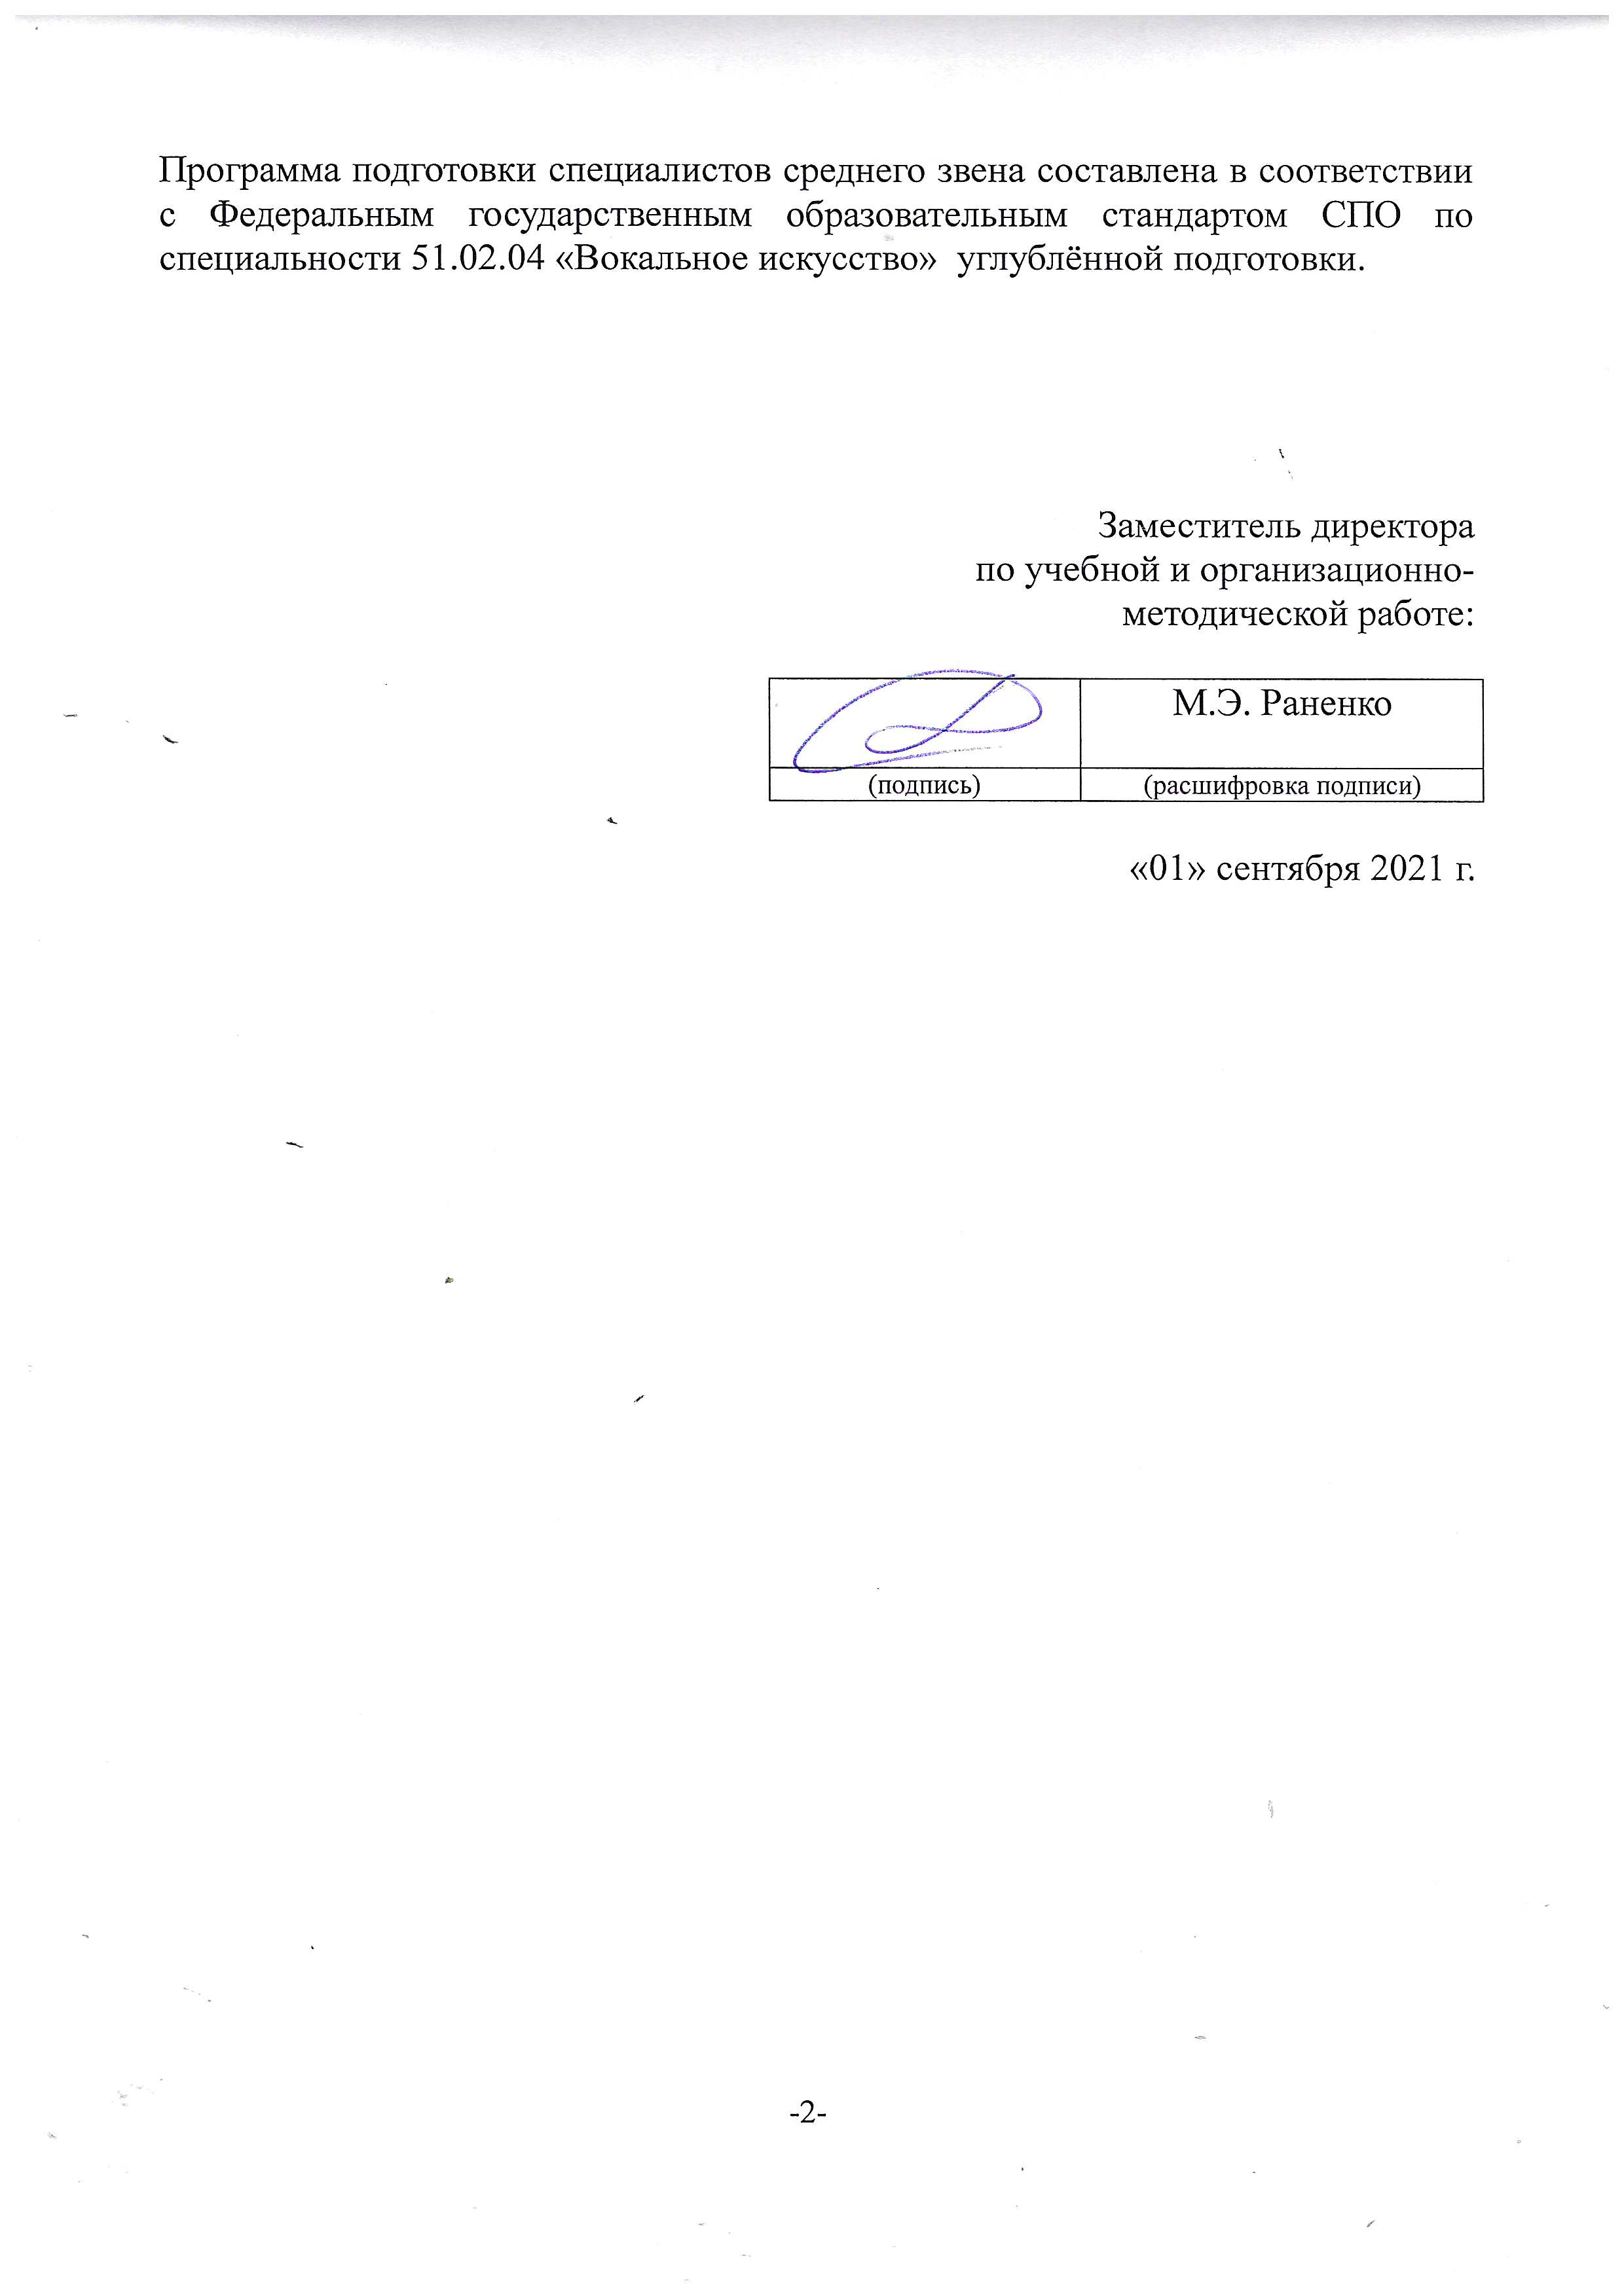 Программа подготовки специалистов среднего звена составлена в соответствии
с Федеральным государственным образовательным стандартом СПО по
специальности 51.02.04 «Вокальное искусство» углублённой подготовки.
Заместитель директора
по учебной и организационно-
методической работе:
М.Э. Раненко
(подпись) (расшифровка подписи)
«01» сентября 2021 г.
-2-